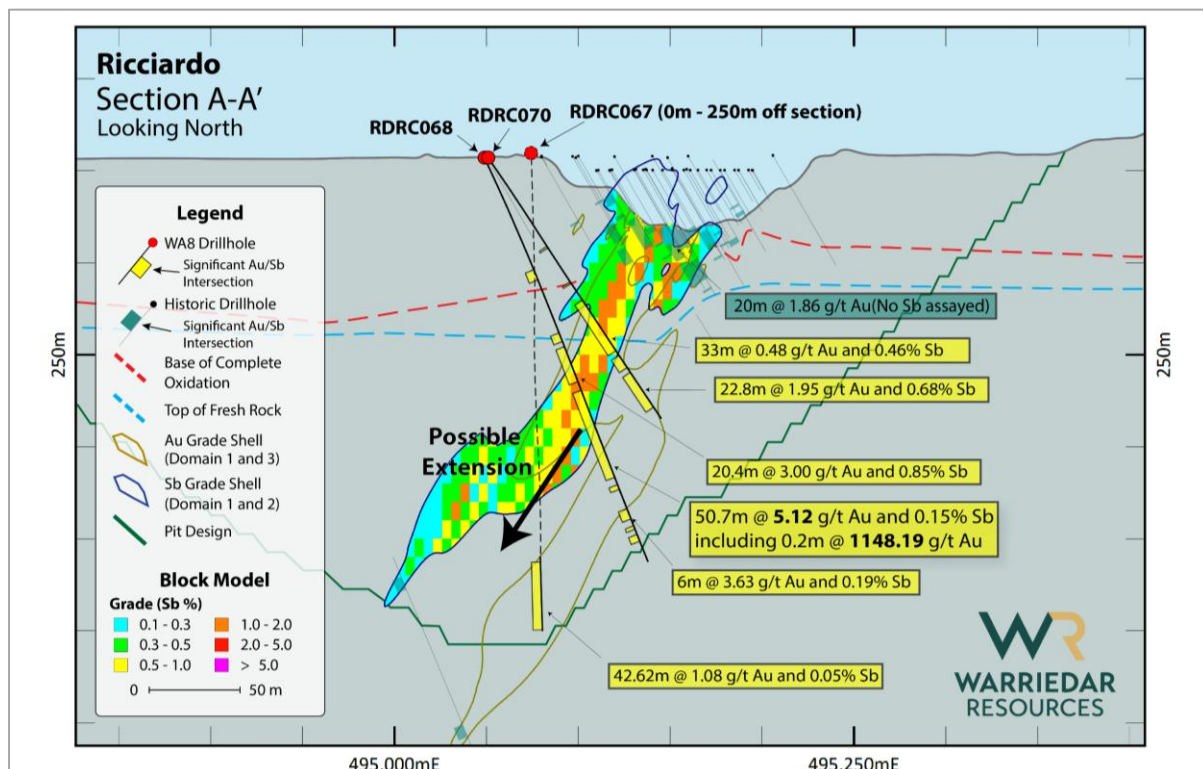 Ricciardo
Section A-A'
Looking North
RDRC068
RDRC070
RDRC067 (0m - 250m off section)
Legend
WA8 Drillhole
Significant Au/Sb
Intersection
Historic Drillhole
Significant Au/Sb
Intersection
Base of Complete
Oxidation
Top of Fresh Rock
Au Grade Shell
(Domain 1 and 3)
Sb Grade Shell
(Domain 1 and 2)
Pit Design
Block Model
Grade (Sb %)
0.1 - 0.3
1.0 - 2.0
0.3 - 0.5
2.0 - 5.0
0.5 - 1.0
> 5.0
0
50 m
250m
250m
20m @ 1.86 g/t Au(No Sb assayed)
33m @ 0.48 g/t Au and 0.46% Sb
22.8m @ 1.95 g/t Au and 0.68% Sb
Possible
Extension
20.4m @ 3.00 g/t Au and 0.85% Sb
50.7m @ 5.12 g/t Au and 0.15% Sb
including 0.2m @ 1148.19 g/t Au
6m @ 3.63 g/t Au and 0.19% Sb
42.62m @ 1.08 g/t Au and 0.05% Sb
WR
WARRIEDAR
RESOURCES
495,000mE
495,250mE